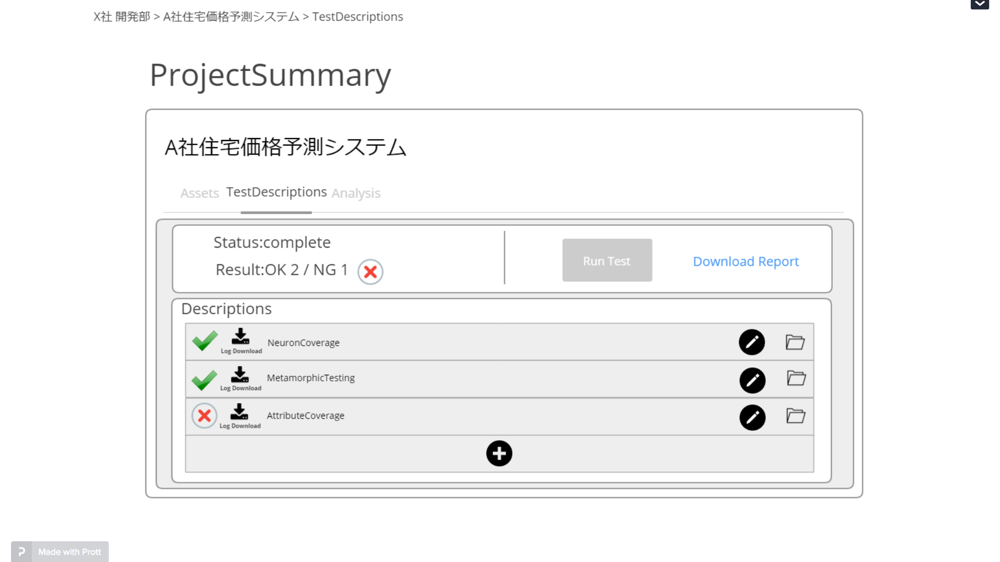 X社 開発部 > A社住宅価格予測システム > TestDescriptions
ProjectSummary
A社住宅価格予測システム
Assets TestDescriptions Analysis
Status:complete
Result:OK 2 / NG 1
Run Test
Download Report
Descriptions
Log Download NeuronCoverage
Log Download MetamorphicTesting
Log Download AttributeCoverage
Made with Prott